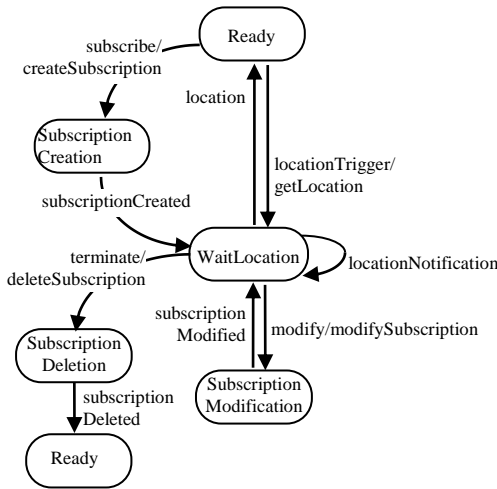 subscribe/
createSubscription
Ready
location
Subscription
Creation
locationTrigger/
getLocation
subscriptionCreated
WaitLocation
locationNotification
terminate/
deleteSubscription
subscription
Modified
modify/modifySubscription
Subscription
Deletion
Subscription
Modification
subscription
Deleted
Ready